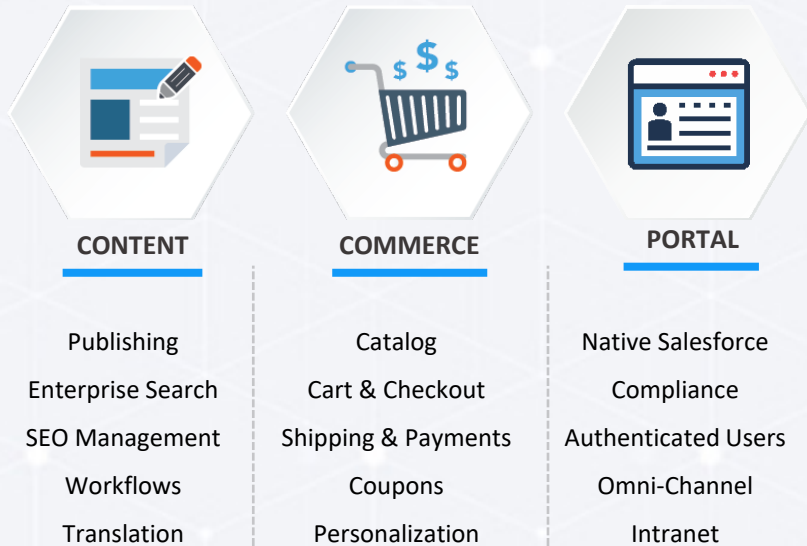 CONTENT
Publishing
Enterprise Search
SEO Management
Workflows
Translation
$ $ $
COMMERCE
Catalog
Cart & Checkout
Shipping & Payments
Coupons
Personalization
PORTAL
Native Salesforce
Compliance
Authenticated Users
Omni-Channel
Intranet